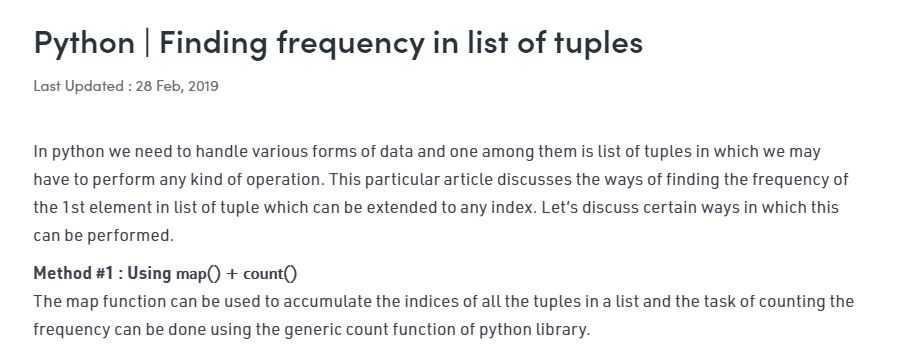 Python | Finding frequency in list of tuples
Last Updated : 28 Feb, 2019
In python we need to handle various forms of data and one among them is list of tuples in which we may
have to perform any kind of operation. This particular article discusses the ways of finding the frequency of
the 1st element in list of tuple which can be extended to any index. Let's discuss certain ways in which this
can be performed.
Method #1 : Using map() + count()
The map function can be used to accumulate the indices of all the tuples in a list and the task of counting the
frequency can be done using the generic count function of python library.